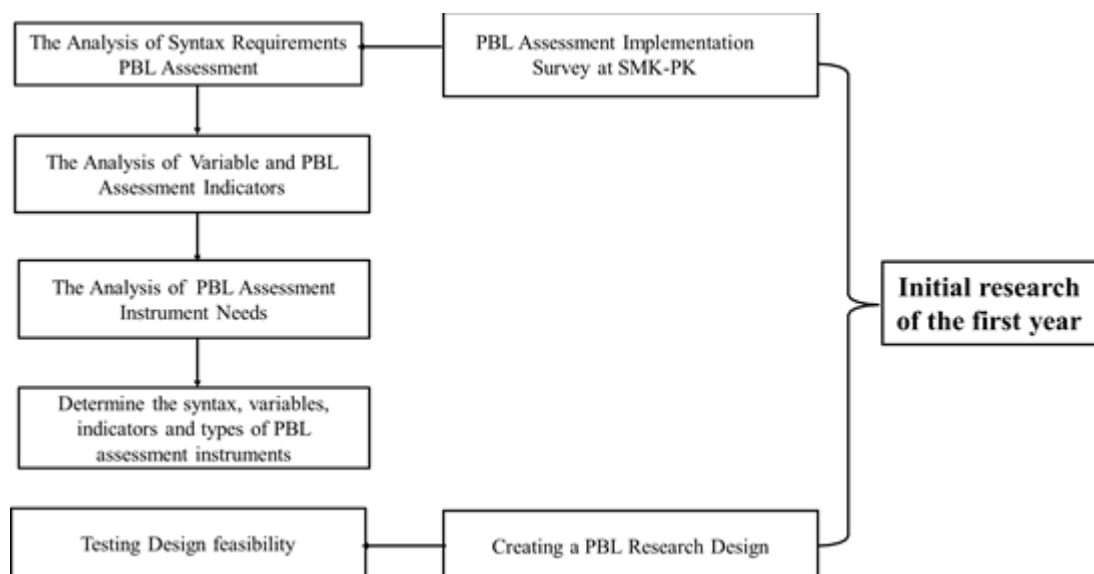 The Analysis of Syntax Requirements
PBL Assessment
PBL Assessment Implementation
Survey at SMK-PK
The Analysis of Variable and PBL
Assessment Indicators
The Analysis of PBL Assessment
Instrument Needs
Initial research
of the first year
Determine the syntax, variables,
indicators and types of PBL
assessment instruments
Testing Design feasibility
Creating a PBL Research Design